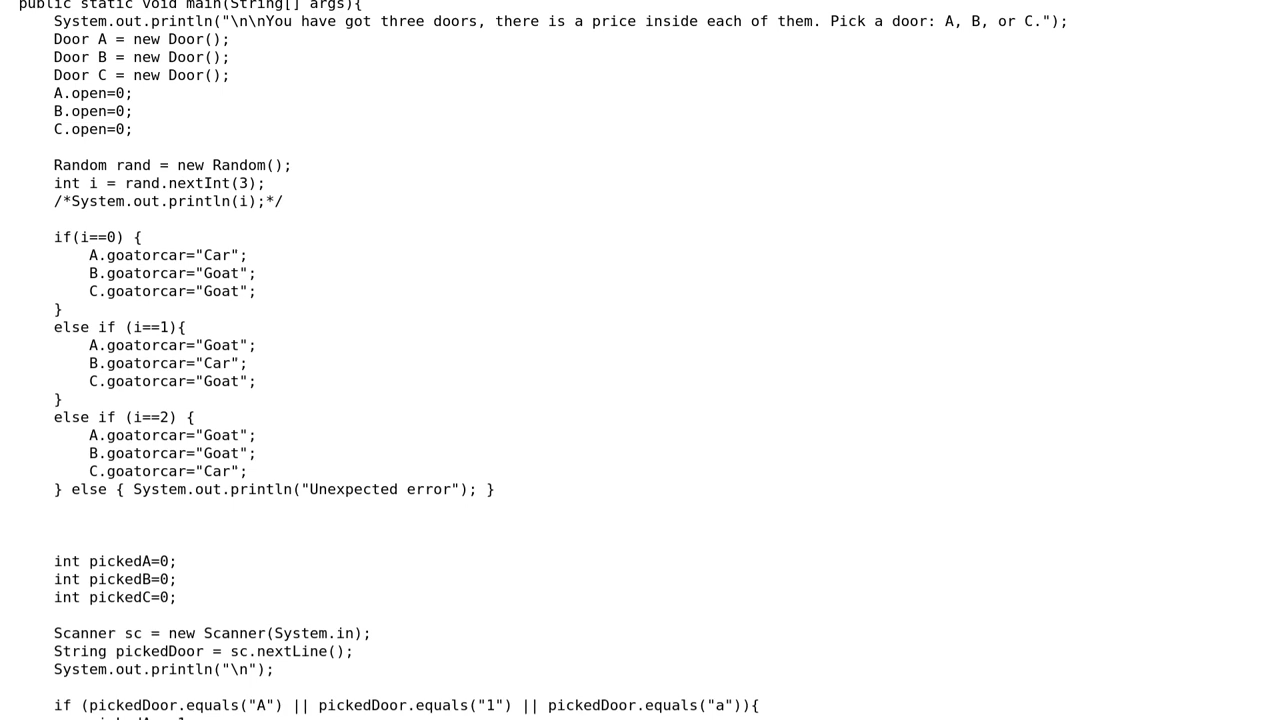 public static void main(String[] args){
System.out.println("\n\nYou have got three doors, there is a price inside each of them. Pick a door: A, B, or C.");
Door A = new Door();
Door B = new Door();
Door C = new Door();
A.open=0;
B.open=0;
C.open=0;
Random rand = new Random();
int i = rand.nextInt(3);
/*System.out.println(i);*/
if(i==0) {
A.goatorcar="Car";
B.goatorcar="Goat";
C.goatorcar="Goat";
}
else if (i==1){
A.goatorcar="Goat";
B.goatorcar="Car";
C.goatorcar="Goat";
}
else if (i==2) {
A.goatorcar="Goat";
B.goatorcar="Goat";
C.goatorcar="Car";
} else { System.out.println("Unexpected error"); }
int pickedA=0;
int pickedB=0;
int pickedC=0;
Scanner sc = new Scanner(System.in);
String pickedDoor = sc.nextLine();
System.out.println("\n");
if (pickedDoor.equals("A") || pickedDoor.equals("1") || pickedDoor.equals("a")){